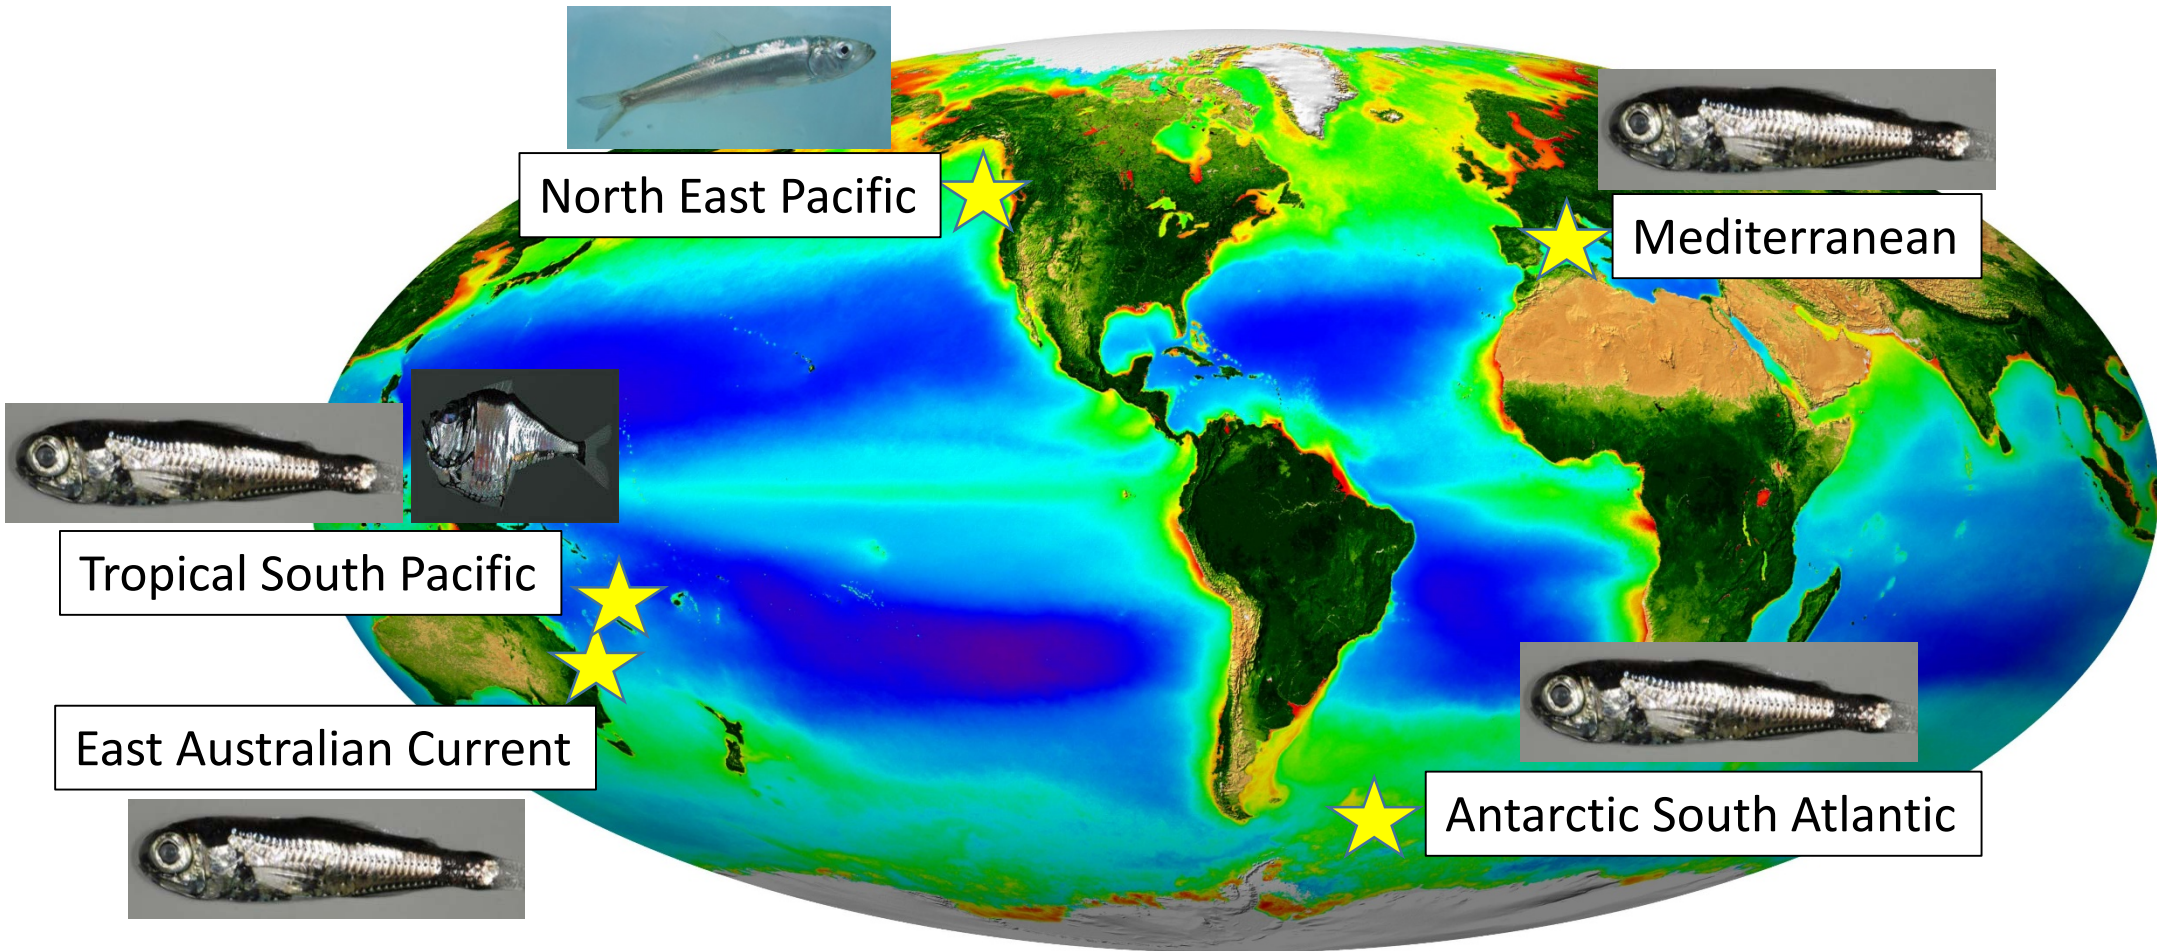 North East Pacific
Mediterranean
Tropical South Pacific
East Australian Current
Antarctic South Atlantic